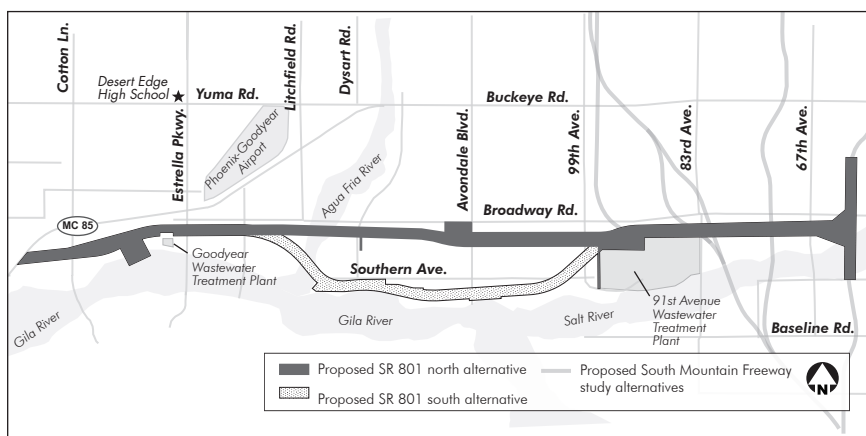 Cotton Ln.
Desert Edge
High School
Yuma Rd.
Estrella Pkwy.
Litchfield Rd.
Dysart Rd.
Phoenix-Goodyear
Airport
Agua Fria River
Avondale Blvd.
Buckeye Rd.
99th Ave.
83rd Ave.
67th Ave.
MC 85
Broadway Rd.
Goodyear
Wastewater
Treatment Plant
Southern Ave.
Gila River
Gila River
Salt River
91st Avenue
Wastewater
Treatment
Plant
Baseline Rd.
Proposed SR 801 north alternative
Proposed SR 801 south alternative
Proposed South Mountain Freeway
study alternatives
N